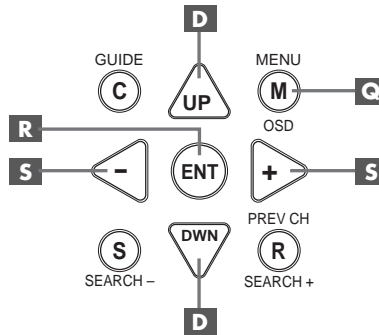 D
GUIDE
MENU
C
UP
M
Q
OSD
R
S
-
ENT
+
S
PREV CH
S
DWN
R
SEARCH –
SEARCH +
D